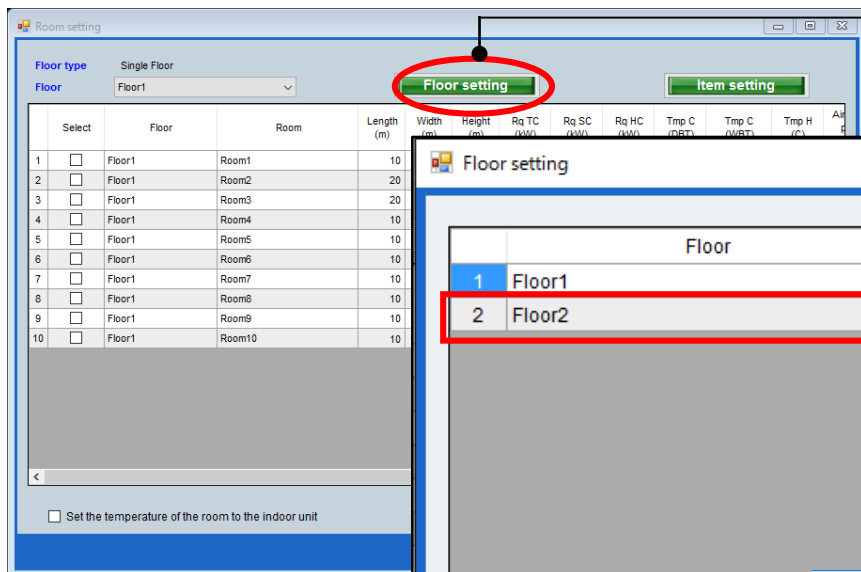 Room setting
Floor type Single Floor
Floor Floor1 Floor setting Item setting
Select Floor Room Length (m) Width (m) Height (m) Rq TC (kW) Rq SC (kW) Rq HC (kW) Tmp C (DBT) Tmp C (WBT) Tmp H (C)
1 Floor1 Room1 10
2 Floor1 Room2 20
3 Floor1 Room3 20
4 Floor1 Room4 10
5 Floor1 Room5 10
6 Floor1 Room6 10
7 Floor1 Room7 10
8 Floor1 Room8 10
9 Floor1 Room9 10
10 Floor1 Room10 10
Set the temperature of the room to the indoor unit
Floor setting
Floor
1 Floor1
2 Floor2